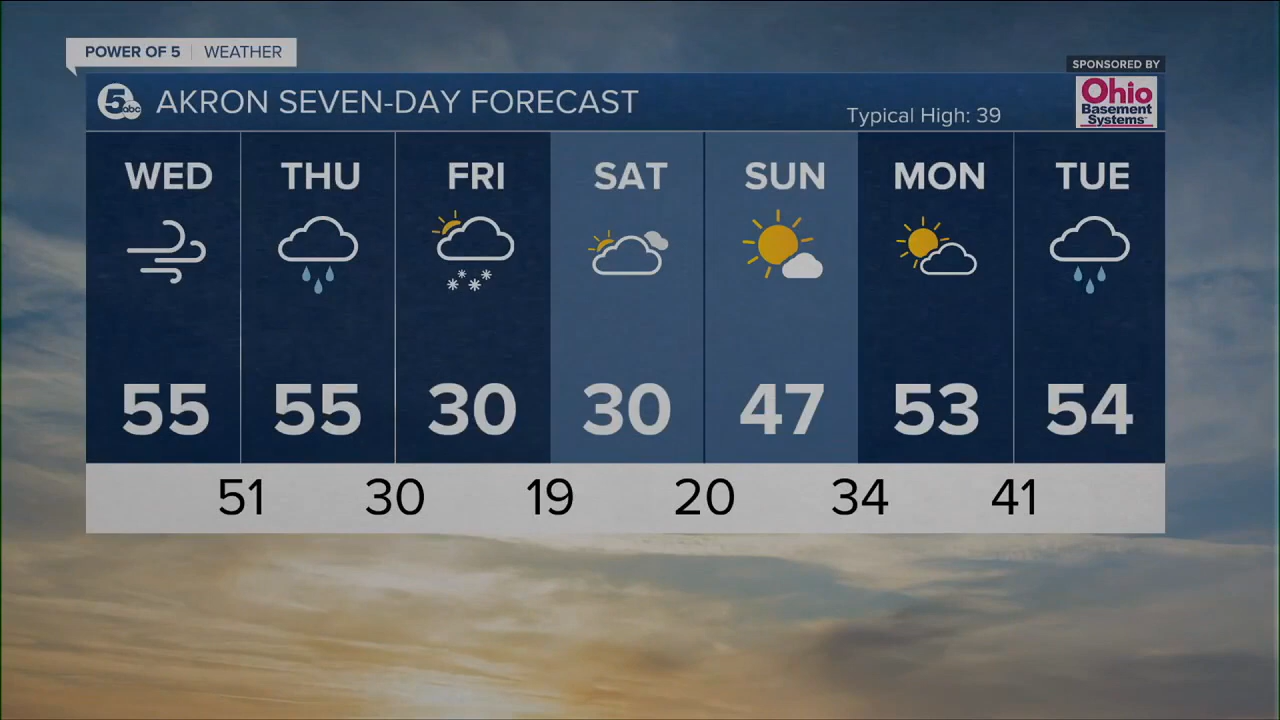 POWER OF 5 | WEATHER
SPONSORED BY
5abc AKRON SEVEN-DAY FORECAST
Typical High: 39
Ohio
Basement
Systems
WED THU FRI SAT SUN MON TUE
55 55 30 30 47 53 54
51 30 19 20 34 41